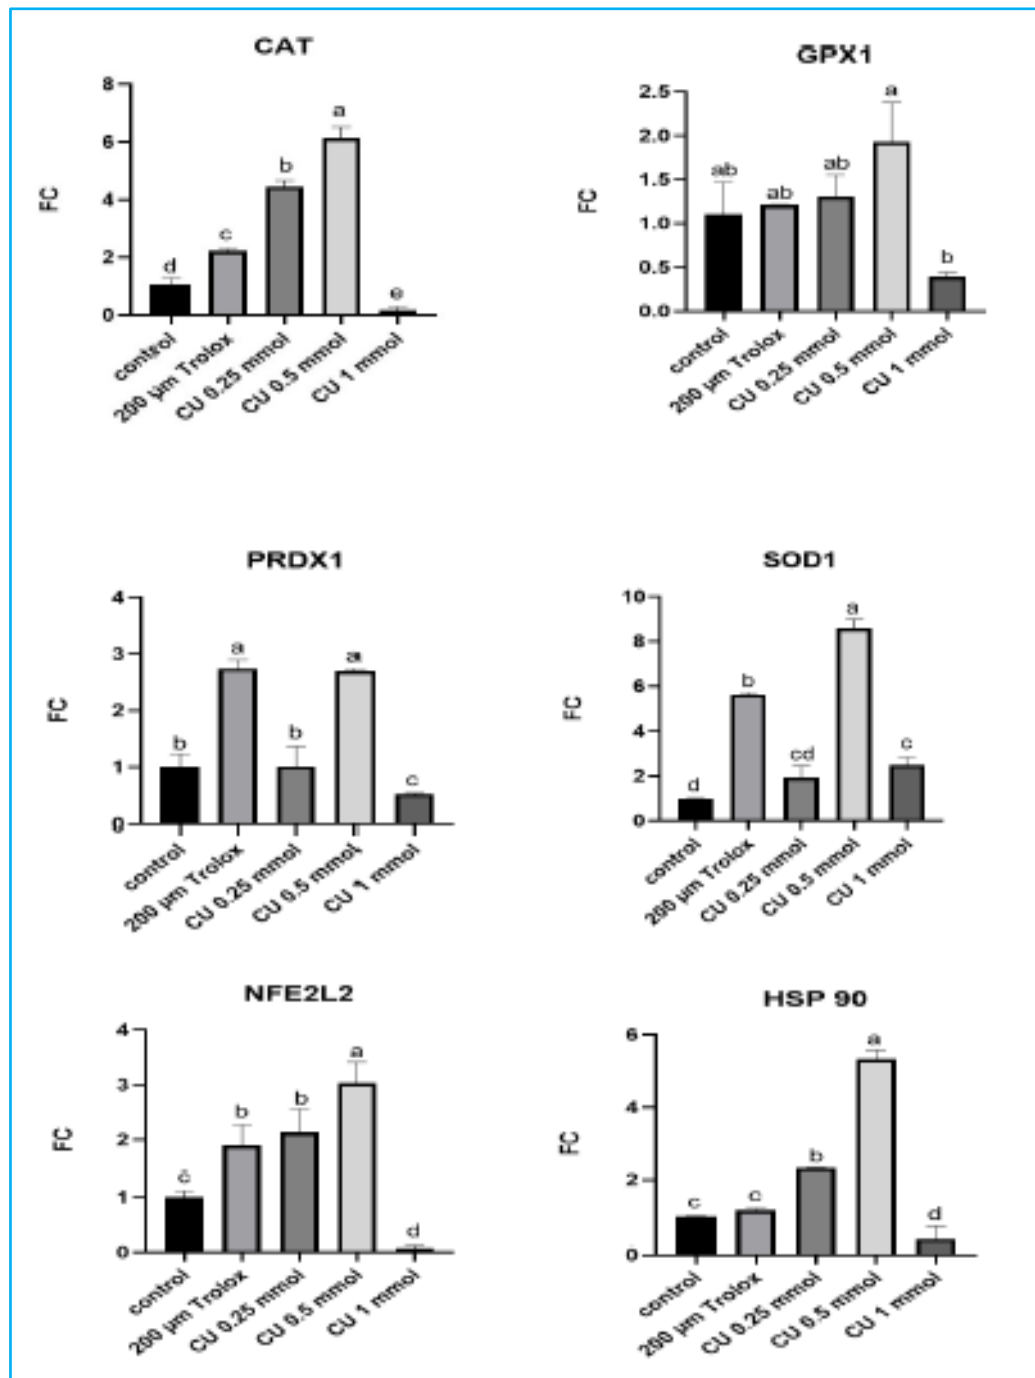 CAT
8
6
4
2
0
FC
d
c
b
a
e
control
200 µm Trolox
CU 0.25 mmol
CU 0.5 mmol
CU 1 mmol
GPX1
2.5
2.0
1.5
1.0
0.5
0.0
FC
ab
ab
ab
a
b
control
200 µm Trolox
CU 0.25 mmol
CU 0.5 mmol
CU 1 mmol
PRDX1
4
3
2
1
0
FC
b
a
b
a
c
control
200 µm Trolox
CU 0.25 mmol
CU 0.5 mmol
CU 1 mmol
SOD1
10
8
6
4
2
0
FC
d
b
cd
a
c
control
200 µm Trolox
CU 0.25 mmol
CU 0.5 mmol
CU 1 mmol
NFE2L2
4
3
2
1
0
FC
c
b
b
a
d
control
200 µm Trolox
CU 0.25 mmol
CU 0.5 mmol
CU 1 mmol
HSP 90
6
4
2
0
FC
c
c
b
a
d
control
200 µm Trolox
CU 0.25 mmol
CU 0.5 mmol
CU 1 mmol